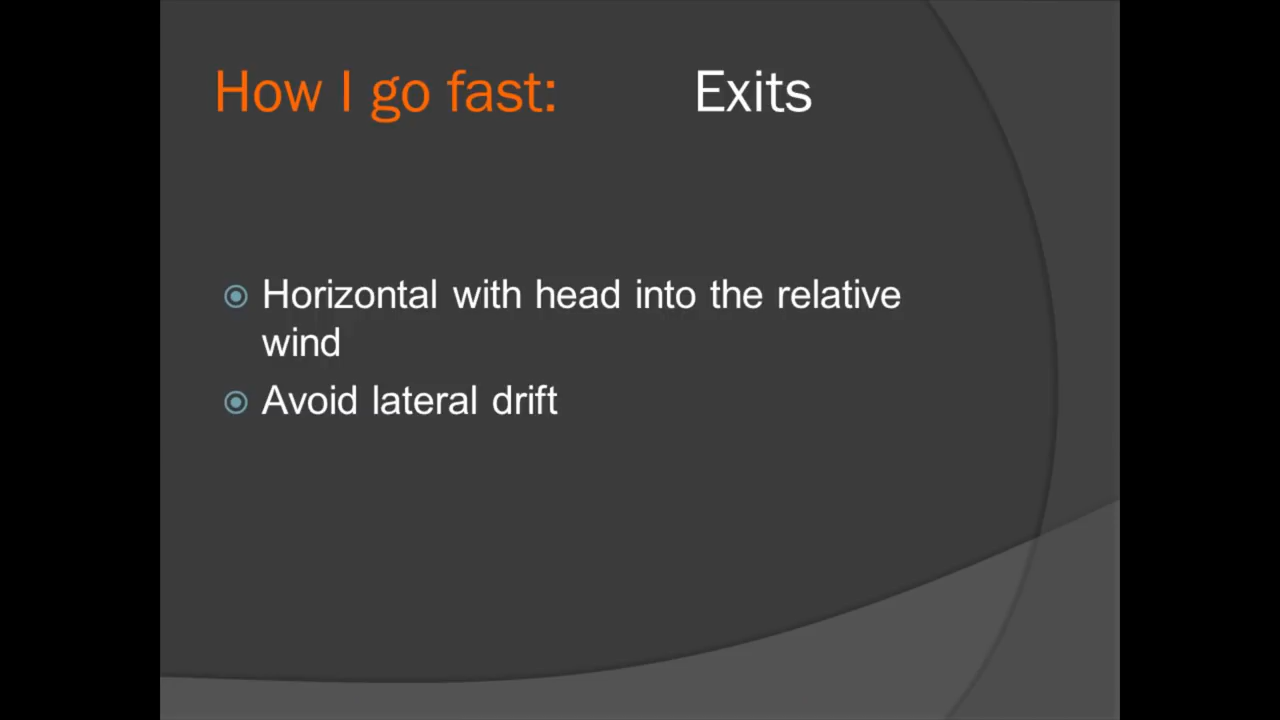 How I go fast: Exits
Horizontal with head into the relative
wind
Avoid lateral drift